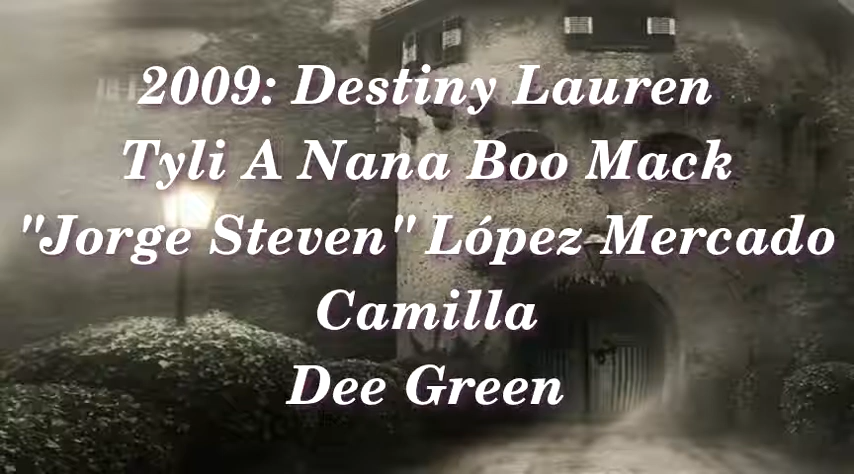 2009: Destiny Lauren
Tyli A Nana Boo Mack
"Jorge Steven" López-Mercado
Camilla
Dee Green